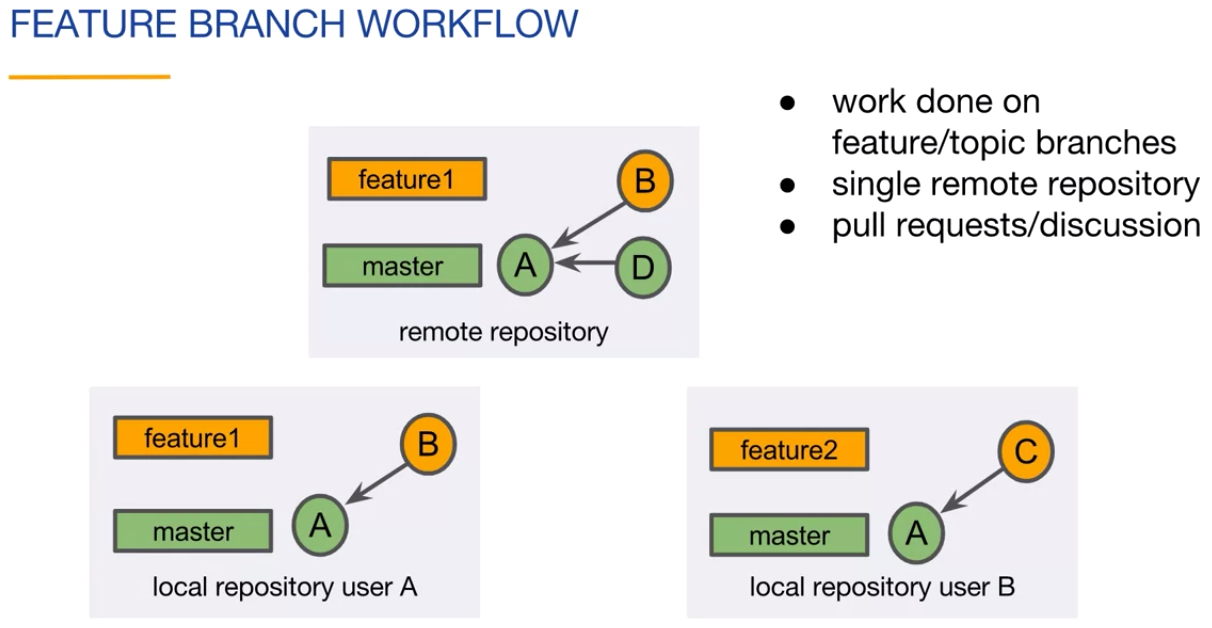 FEATURE BRANCH WORKFLOW
● work done on
feature/topic branches
● single remote repository
● pull requests/discussion
feature1
B
master
A
D
remote repository
feature1
B
master
A
local repository user A
feature2
C
master
A
local repository user B